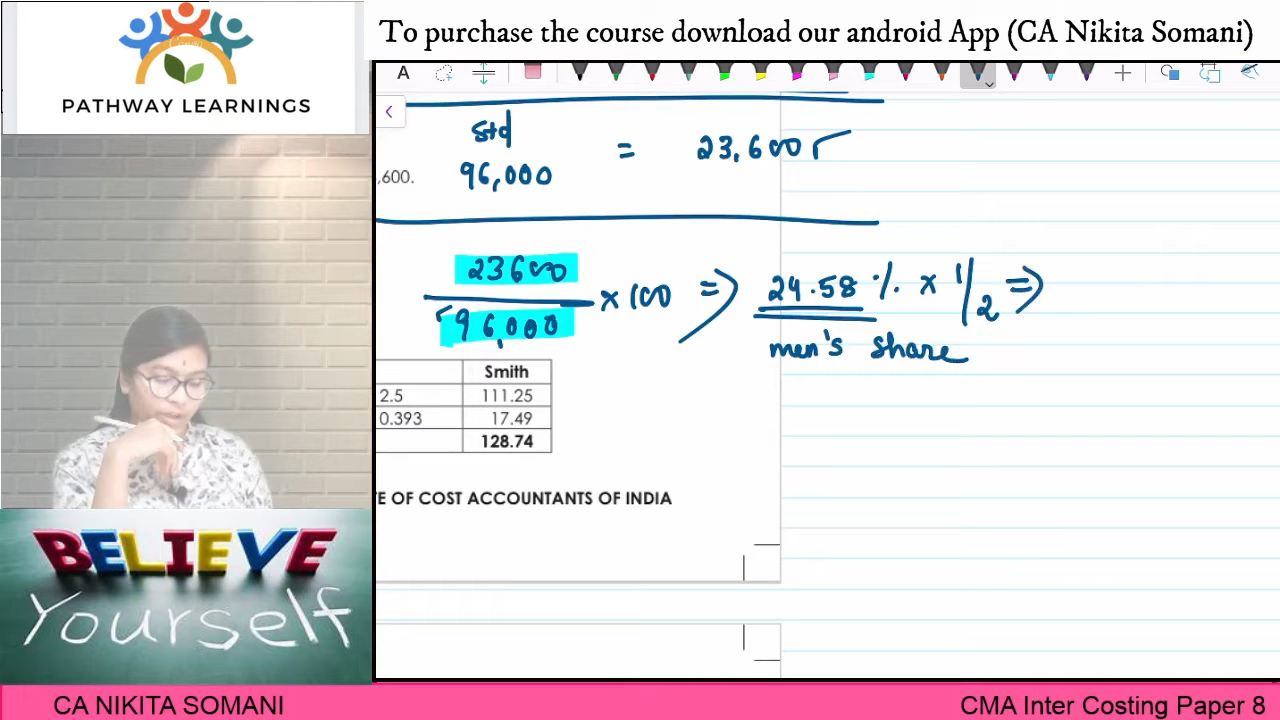 To purchase the course download our android App (CA Nikita Somani)
PATHWAY LEARNINGS
A
std
96,000 = 23,600
,600.
23600
96,000 × 100 ⇒ 24.58 % × 1/2 ⇒
men's share
Smith
2.5 111.25
0.393 17.49
128.74
E OF COST ACCOUNTANTS OF INDIA
BELIEVE
Yourself
CA NIKITA SOMANI
CMA Inter Costing Paper 8